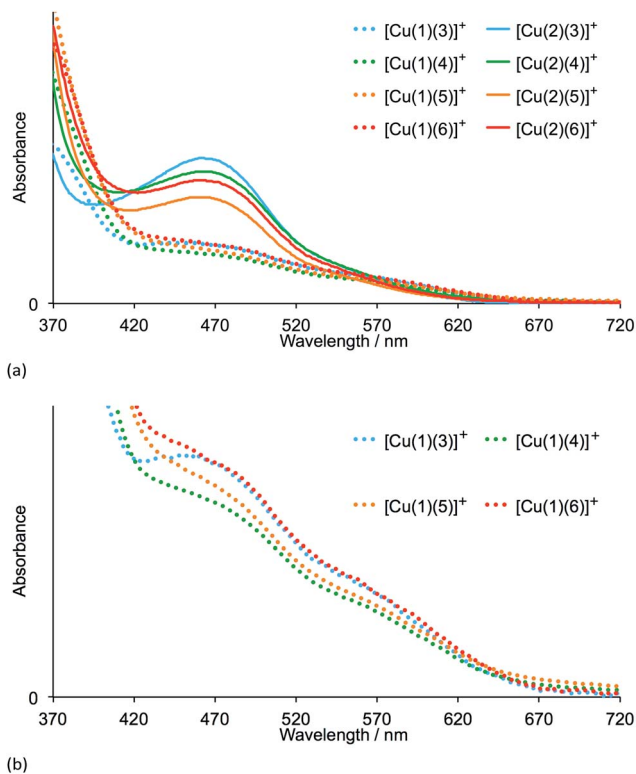 [Cu(1)(3)]⁺ [Cu(2)(3)]⁺
[Cu(1)(4)]⁺ [Cu(2)(4)]⁺
[Cu(1)(5)]⁺ [Cu(2)(5)]⁺
[Cu(1)(6)]⁺ [Cu(2)(6)]⁺
Absorbance
0
370 420 470 520 570 620 670 720
Wavelength / nm
(a)
[Cu(1)(3)]⁺ [Cu(1)(4)]⁺
[Cu(1)(5)]⁺ [Cu(1)(6)]⁺
Absorbance
0
370 420 470 520 570 620 670 720
Wavelength / nm
(b)